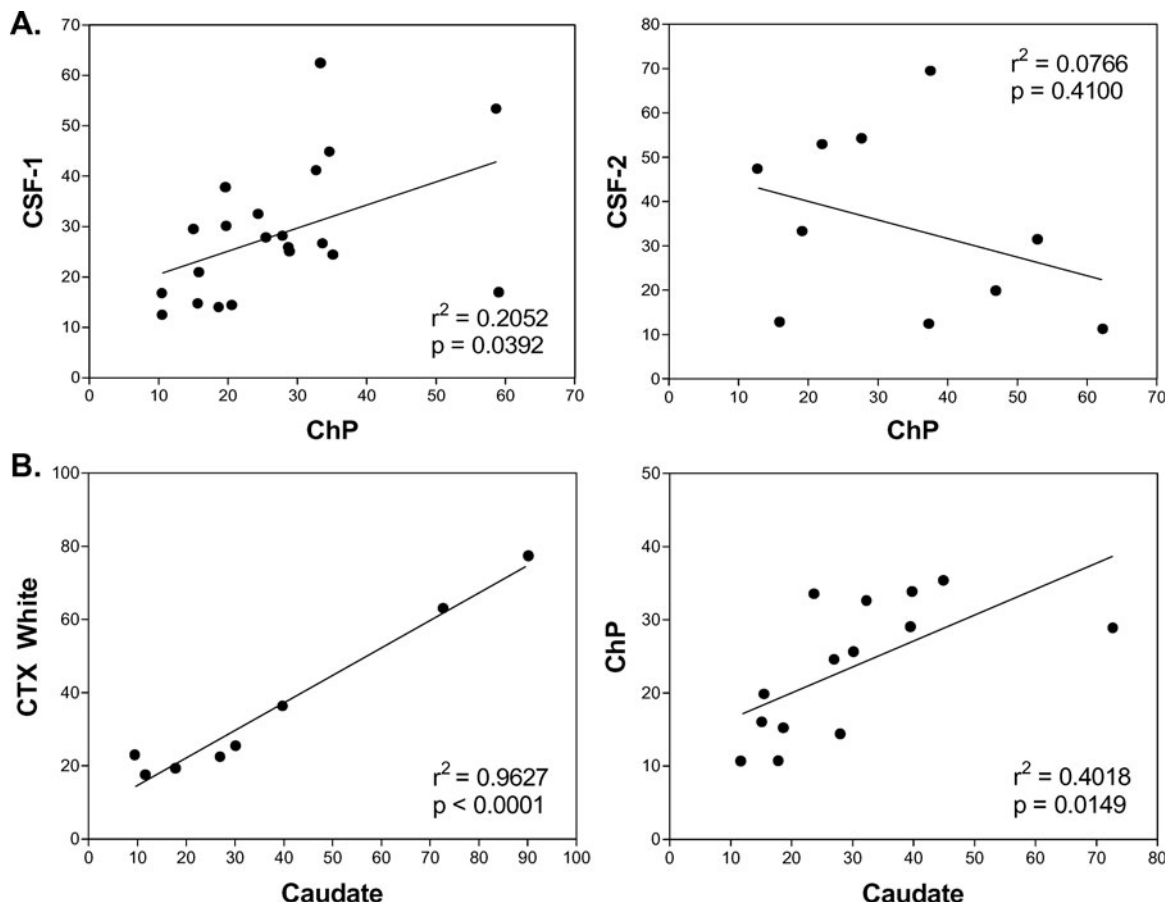 A.
70
60
50
40
30
20
10
0
CSF-1
r² = 0.2052
p = 0.0392
0 10 20 30 40 50 60 70
ChP
80
70
60
50
40
30
20
10
0
CSF-2
r² = 0.0766
p = 0.4100
0 10 20 30 40 50 60 70
ChP
B.
100
80
60
40
20
0
CTX White
r² = 0.9627
p < 0.0001
0 10 20 30 40 50 60 70 80 90 100
Caudate
50
40
30
20
10
0
ChP
r² = 0.4018
p = 0.0149
0 10 20 30 40 50 60 70 80
Caudate